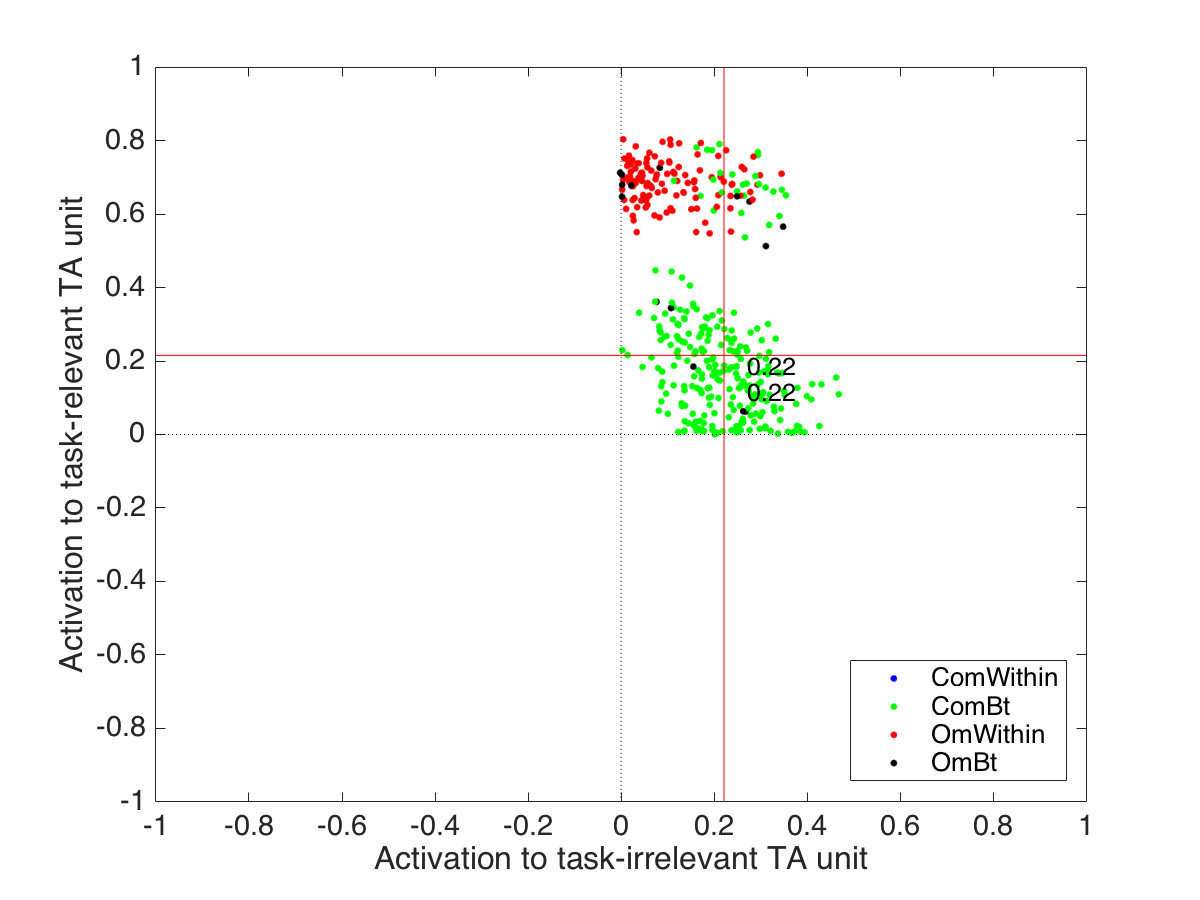 Activation to task-relevant TA unit
1
0.8
0.6
0.4
0.2
0
-0.2
-0.4
-0.6
-0.8
-1
0.22
0.22
ComWithin
ComBt
OmWithin
OmBt
-1 -0.8 -0.6 -0.4 -0.2 0 0.2 0.4 0.6 0.8 1
Activation to task-irrelevant TA unit